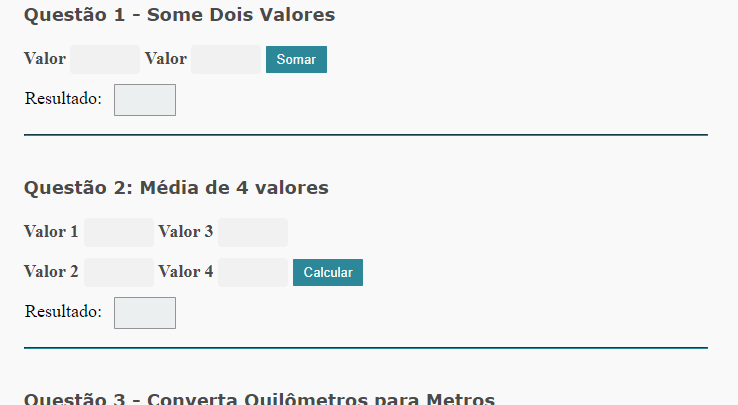 Questão 1 - Some Dois Valores
Valor Valor Somar
Resultado:
Questão 2: Média de 4 valores
Valor 1 Valor 3
Valor 2 Valor 4 Calcular
Resultado:
Questão 3 - Converta Quilômetros para Metros